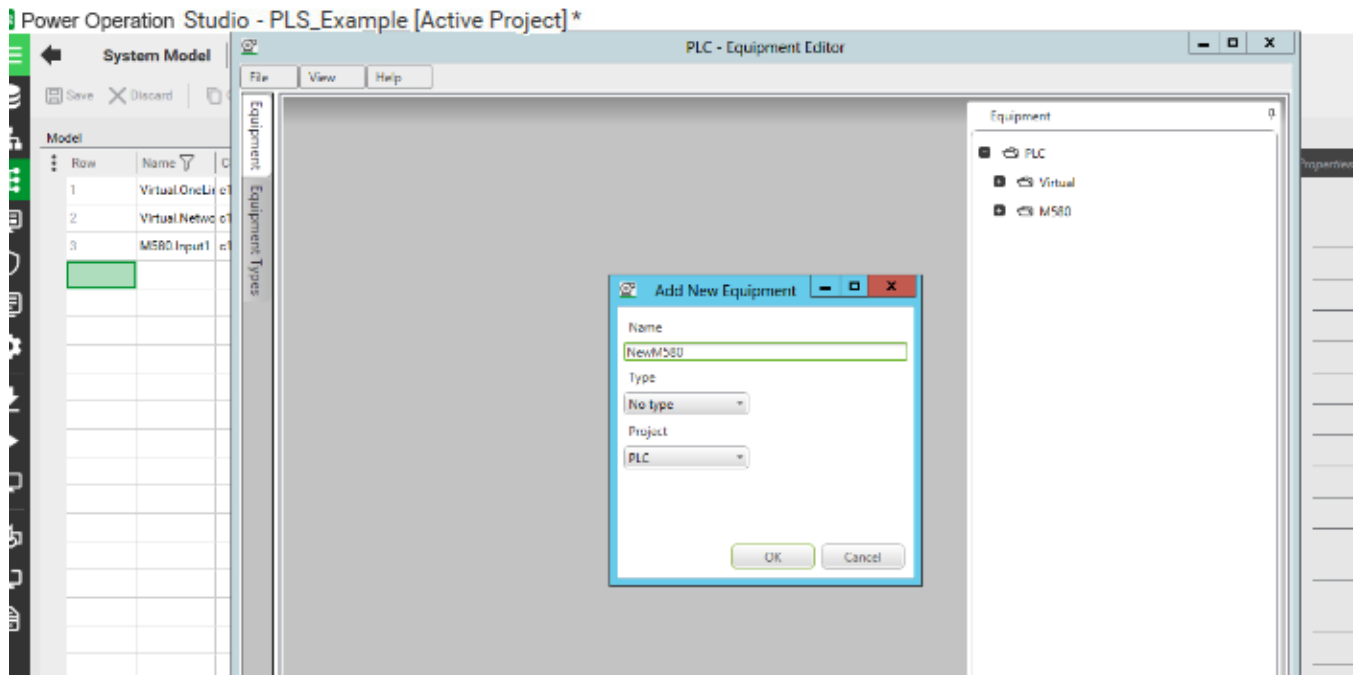 Power Operation Studio - PLS_Example [Active Project] *
System Model
PLC - Equipment Editor
File View Help
Save Discard
Equipment
Equipment Types
Equipment
PLC
Virtual
M580
Model
Row Name
1 Virtual.OneLi
2 Virtual.Netwo
3 M580.Input1
Properties
Add New Equipment
Name
NewM580
Type
No type
Project
PLC
OK Cancel